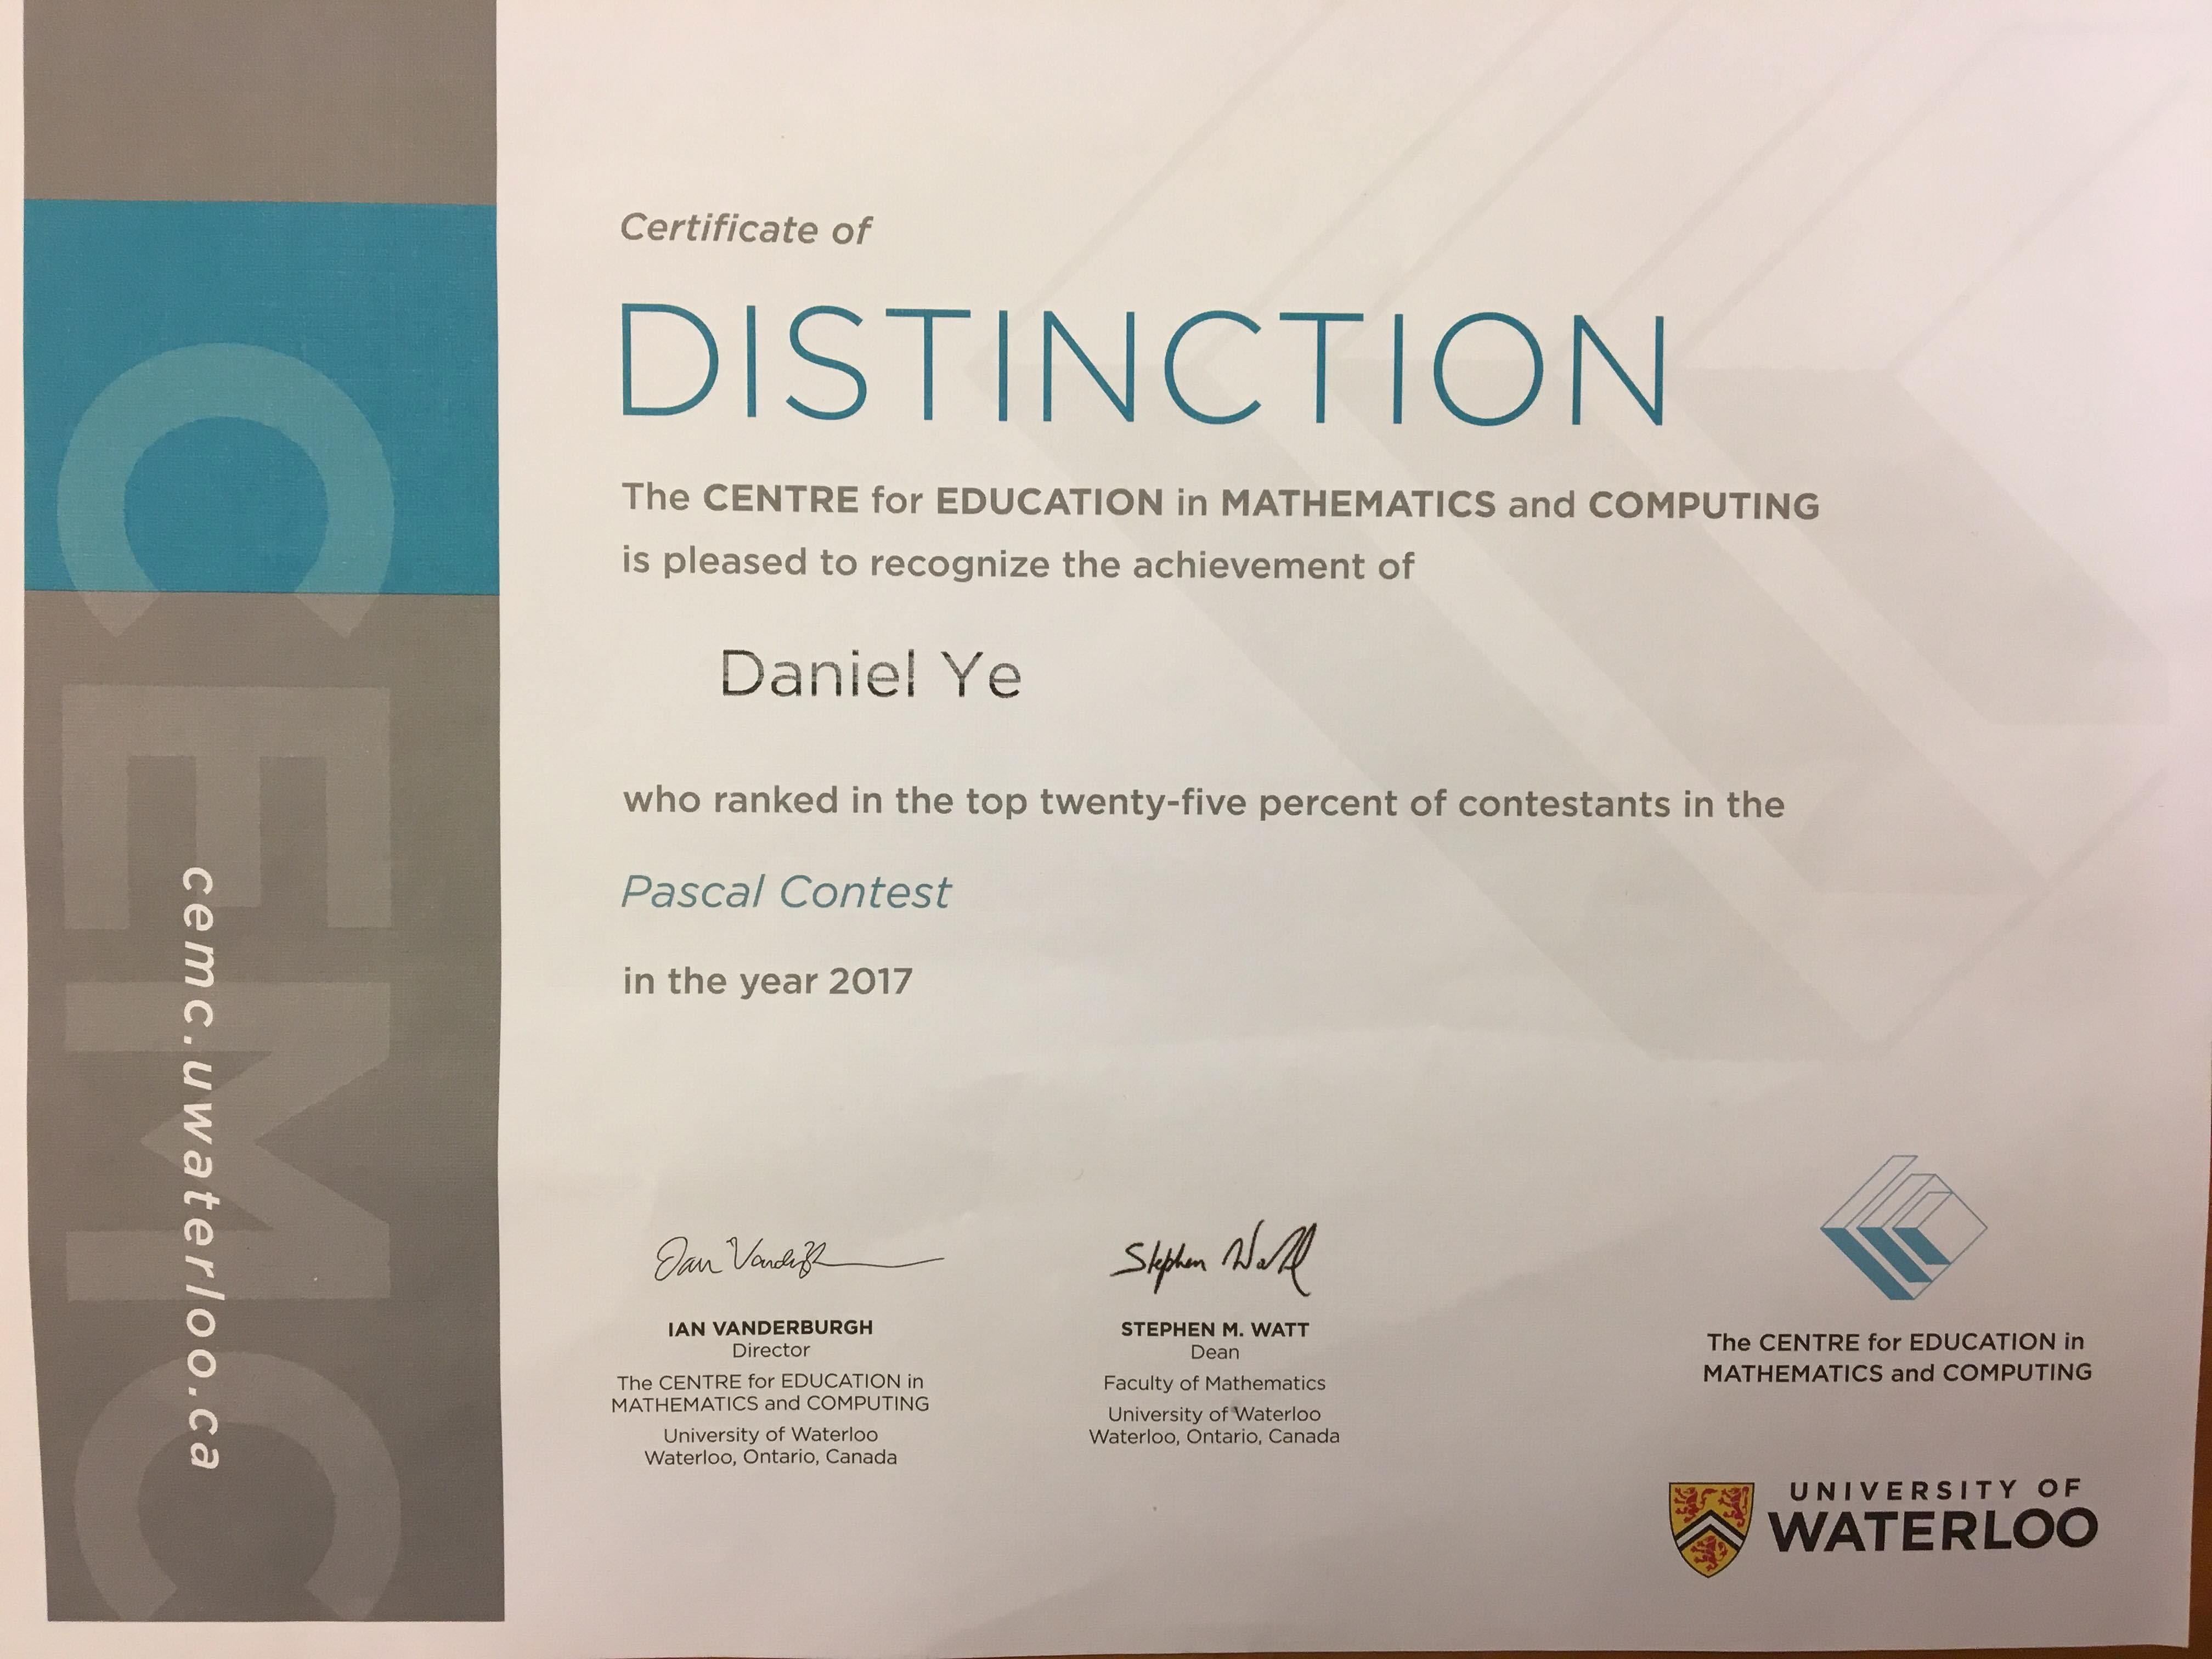 CEMC
cemc.uwaterloo.ca
Certificate of
DISTINCTION
The CENTRE for EDUCATION in MATHEMATICS and COMPUTING
is pleased to recognize the achievement of
Daniel Ye
who ranked in the top twenty-five percent of contestants in the
Pascal Contest
in the year 2017
Ian Vanderburgh
IAN VANDERBURGH
Director
The CENTRE for EDUCATION in
MATHEMATICS and COMPUTING
University of Waterloo
Waterloo, Ontario, Canada
Stephen Watt
STEPHEN M. WATT
Dean
Faculty of Mathematics
University of Waterloo
Waterloo, Ontario, Canada
The CENTRE for EDUCATION in
MATHEMATICS and COMPUTING
UNIVERSITY OF
WATERLOO